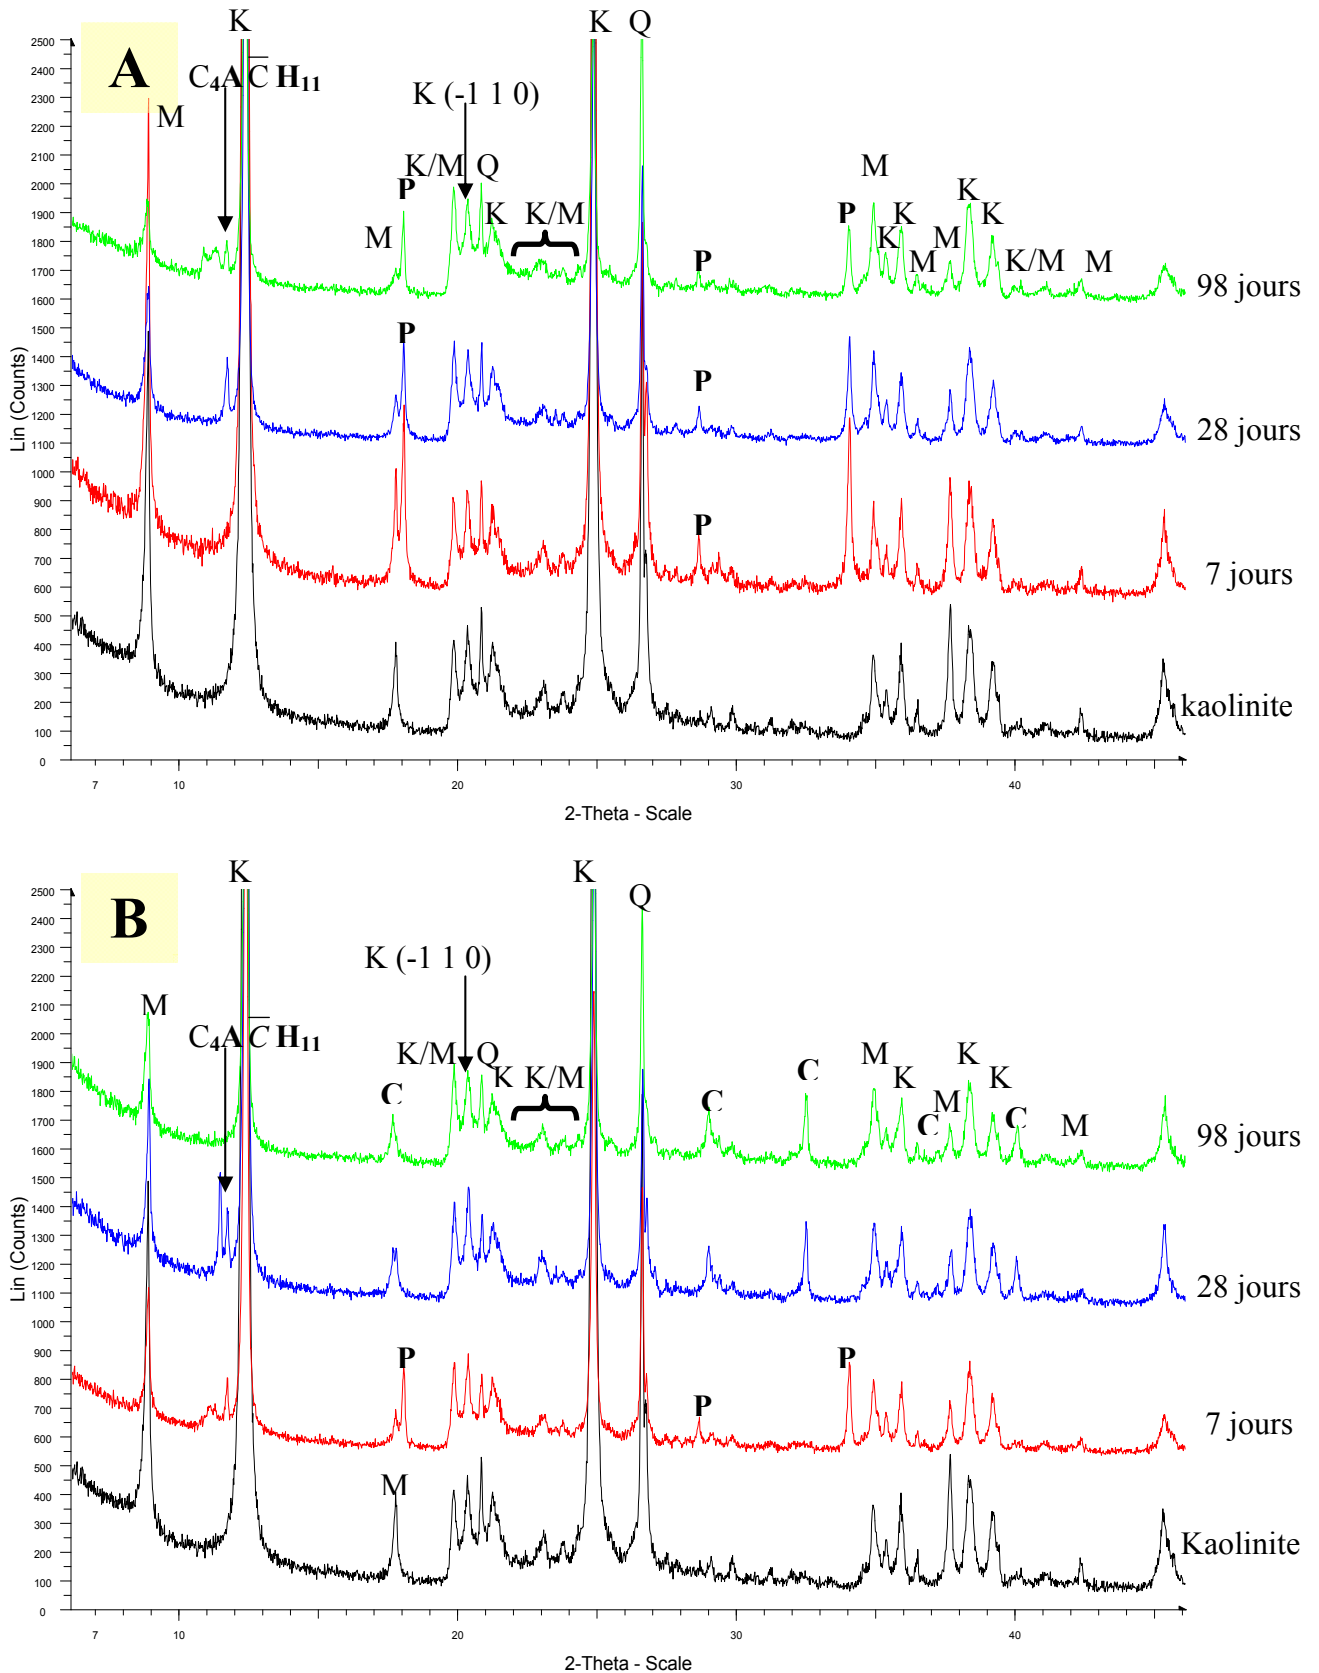 K K Q
A
C4A C̅ H11
K (-1 1 0)
M
K/M Q M
P K
M K K/M P K K K
M M K/M M
P
98 jours
P
P
28 jours
P
7 jours
kaolinite
2500
2400
2300
2200
2100
2000
1900
1800
1700
1600
1500
1400
1300
1200
1100
1000
900
800
700
600
500
400
300
200
100
0
Lin (Counts)
7 10 20 30 40
2-Theta - Scale
K K Q
B
K (-1 1 0)
M
C4A C̅ H11
K/M Q M K
C K K/M C C K K
C M C M
98 jours
28 jours
P P
P
7 jours
M
Kaolinite
2500
2400
2300
2200
2100
2000
1900
1800
1700
1600
1500
1400
1300
1200
1100
1000
900
800
700
600
500
400
300
200
100
0
Lin (Counts)
7 10 20 30 40
2-Theta - Scale